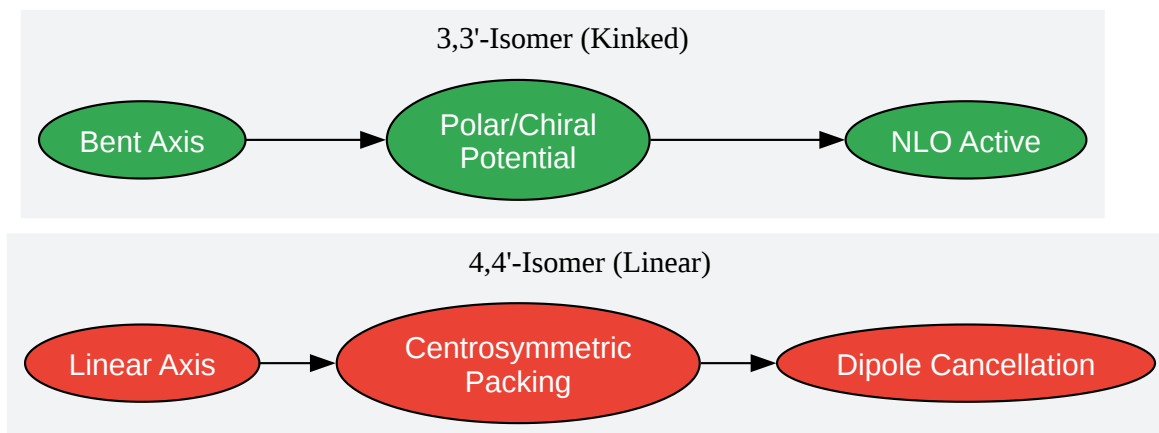 3,3'-Isomer (Kinked)
Bent Axis
Polar/Chiral
Potential
NLO Active
4,4'-Isomer (Linear)
Linear Axis
Centrosymmetric
Packing
Dipole Cancellation